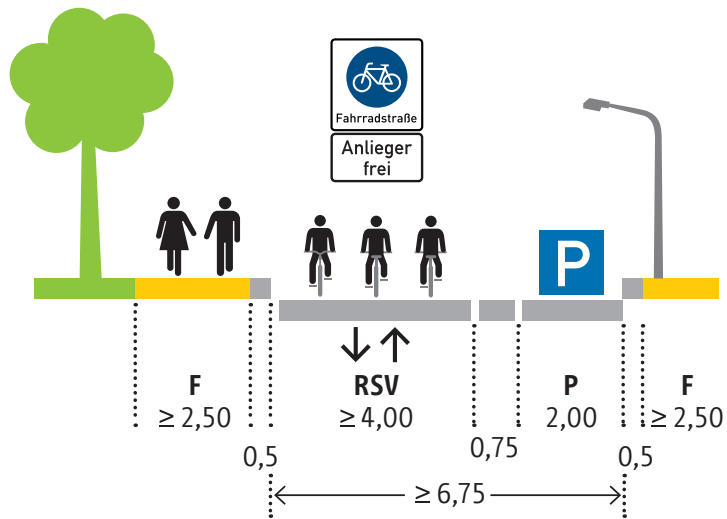 Fahrradstraße
Anlieger
frei
P
F
≥ 2,50
RSV
≥ 4,00
P
2,00
F
≥ 2,50
0,5
0,75
0,5
≥ 6,75